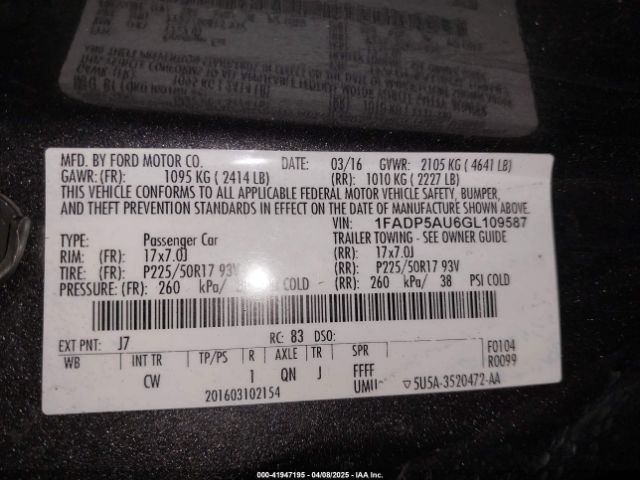 MFD. BY FORD MOTOR CO. DATE: 03/16 GVWR: 2105 KG ( 4641 LB)
GAWR: (FR): 1095 KG ( 2414 LB) (RR): 1010 KG ( 2227 LB)
THIS VEHICLE CONFORMS TO ALL APPLICABLE FEDERAL MOTOR VEHICLE SAFETY, BUMPER,
AND THEFT PREVENTION STANDARDS IN EFFECT ON THE DATE OF MANUFACTURE SHOWN ABOVE.
VIN: 1FADP5AU6GL109587
TYPE: Passenger Car TRAILER TOWING - SEE OWNER GUIDE
RIM: (FR): 17x7.0J (RR): 17x7.0J
TIRE: (FR): P225/50R17 93V (RR): P225/50R17 93V
PRESSURE: (FR): 260 kPa/ COLD (RR): 260 kPa/ 38 PSI COLD
EXT PNT: J7 RC: 83 DSO:
WB INT TR TP/PS R AXLE TR SPR F0104
R0099
CW 1 QN J FFFF
UMII
201603102154 ▽5U5A-3520472-AA
000-41947195 - 04/08/2025 - IAA Inc.